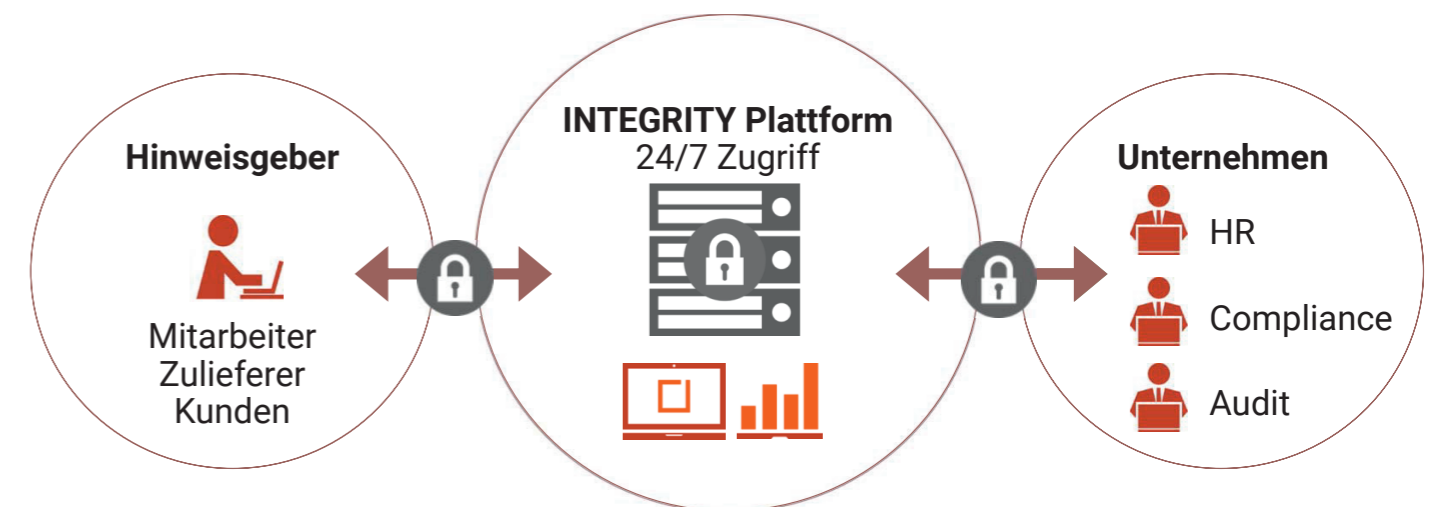 Hinweisgeber
Mitarbeiter
Zulieferer
Kunden
INTEGRITY Plattform
24/7 Zugriff
Unternehmen
HR
Compliance
Audit